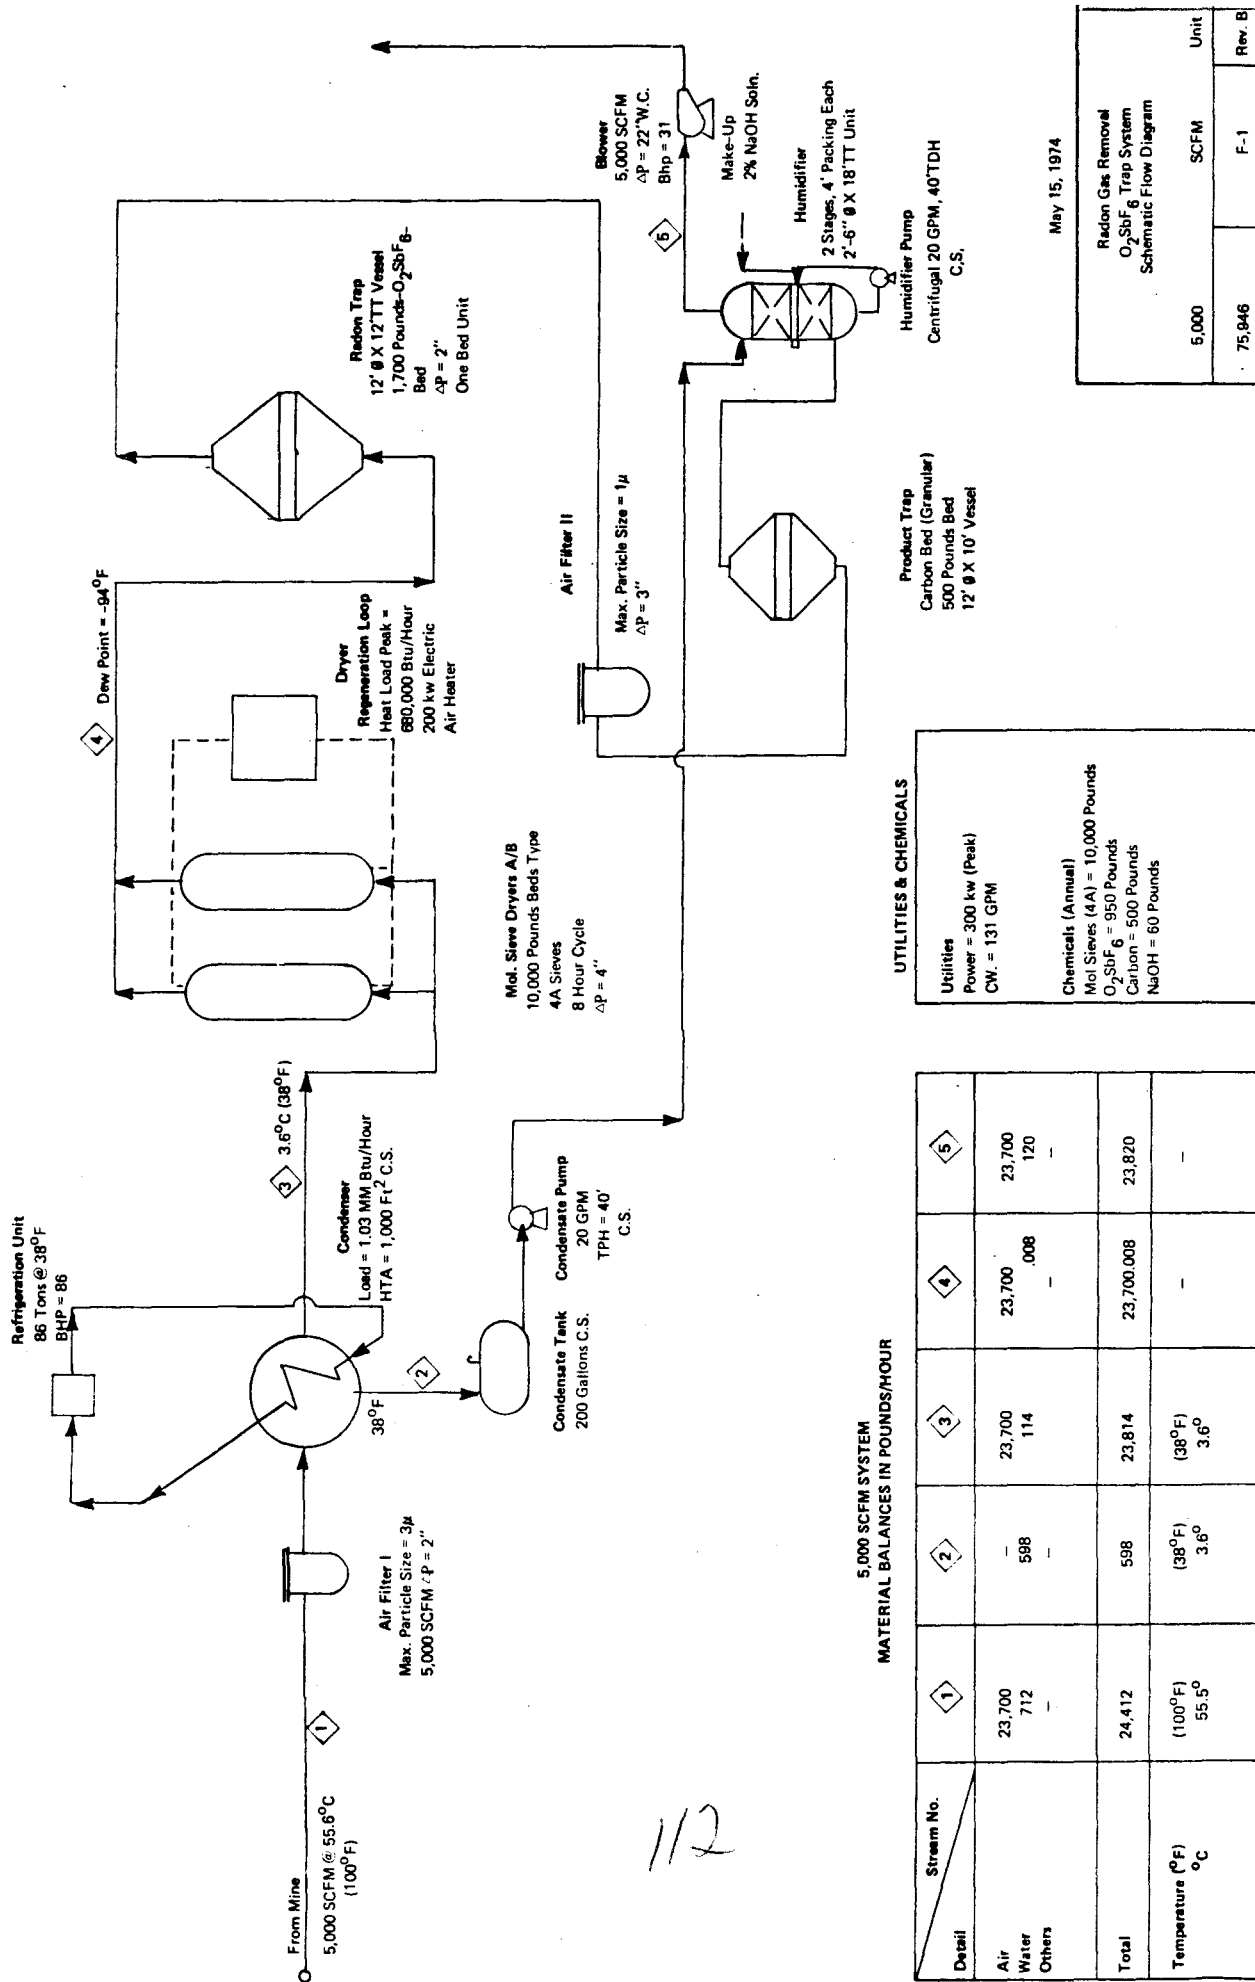 From Mine
5,000 SCFM @ 55.6°C
(100°F)
1
Air Filter I
Max. Particle Size = 3μ
5,000 SCFM ΔP = 2"
Refrigeration Unit
86 Tons @ 38°F
BHP = 86
38°F
2
3
3.6°C (38°F)
Condenser
Load = 1.03 MM Btu/Hour
HTA = 1,000 Ft² C.S.
Condensate Tank
200 Gallons C.S.
Condensate Pump
20 GPM
TPH = 40'
C.S.
Mol. Sieve Dryers A/B
10,000 Pounds Beds Type
4A Sieves
8 Hour Cycle
ΔP = 4"
4
Dew Point = -94°F
Dryer
Regeneration Loop
Heat Load Peak =
680,000 Btu/Hour
200 kw Electric
Air Heater
Radon Trap
12' Ø X 12'TT Vessel
1,700 Pounds-O₂SbF₆-
Bed
ΔP = 2"
One Bed Unit
Air Filter II
Max. Particle Size = 1μ
ΔP = 3"
Product Trap
Carbon Bed (Granular)
500 Pounds Bed
12' Ø X 10' Vessel
5
Blower
5,000 SCFM
ΔP = 22"W.C.
Bhp = 31
Make-Up
2% NaOH Soln.
Humidifier
2 Stages, 4' Packing Each
2'-6" Ø X 18'TT Unit
Humidifier Pump
Centrifugal 20 GPM, 40'TDH
C.S.
112
5,000 SCFM SYSTEM
MATERIAL BALANCES IN POUNDS/HOUR
Stream No.
Detail 1 2 3 4 5
Air 23,700 – 23,700 23,700 23,700
Water 712 598 114 .008 120
Others – – – –
Total 24,412 598 23,814 23,700.008 23,820
Temperature (°F) (100°F) (38°F) (38°F) – –
°C 55.5° 3.6° 3.6°
UTILITIES & CHEMICALS
Utilities
Power = 300 kw (Peak)
CW. = 131 GPM
Chemicals (Annual)
Mol Sieves (4A) = 10,000 Pounds
O₂SbF₆ = 950 Pounds
Carbon = 500 Pounds
NaOH = 60 Pounds
May 15, 1974
Radon Gas Removal
O₂SbF₆ Trap System
Schematic Flow Diagram
5,000 SCFM Unit
75,946 F-1 Rev. B